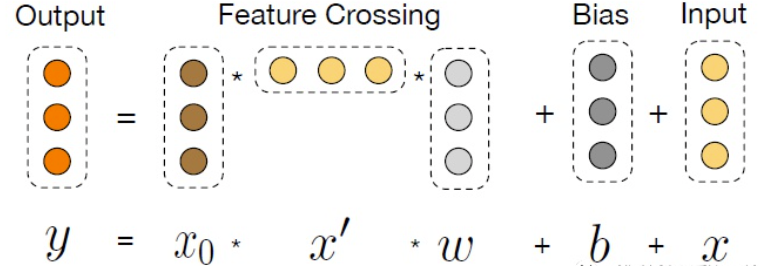 Output Feature Crossing Bias Input
= * * + +
y = x₀ * x′ * w + b + x